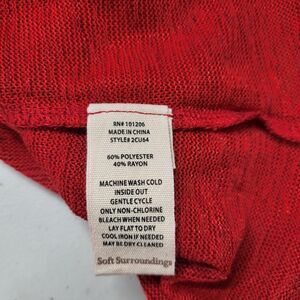 RN# 101206
MADE IN CHINA
STYLE# 2CU64
60% POLYESTER
40% RAYON
MACHINE WASH COLD
INSIDE OUT
GENTLE CYCLE
ONLY NON-CHLORINE
BLEACH WHEN NEEDED
LAY FLAT TO DRY
COOL IRON IF NEEDED
MAY BE DRY CLEANED
Soft Surroundings